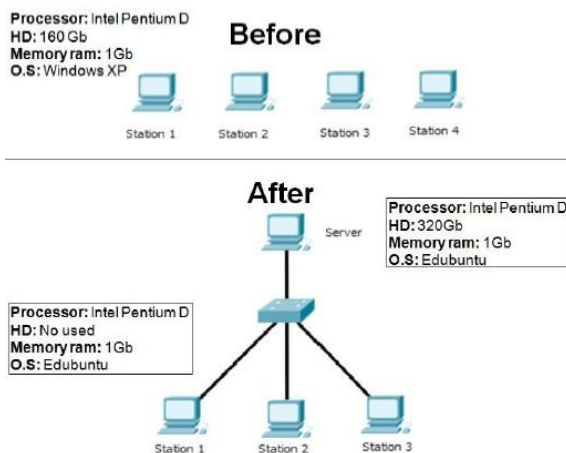 Processor: Intel Pentium D
HD: 160 Gb
Memory ram: 1Gb
O.S: Windows XP
Before
Station 1
Station 2
Station 3
Station 4
After
Server
Processor: Intel Pentium D
HD: 320Gb
Memory ram: 1Gb
O.S: Edubuntu
Processor: Intel Pentium D
HD: No used
Memory ram: 1Gb
O.S: Edubuntu
Station 1
Station 2
Station 3